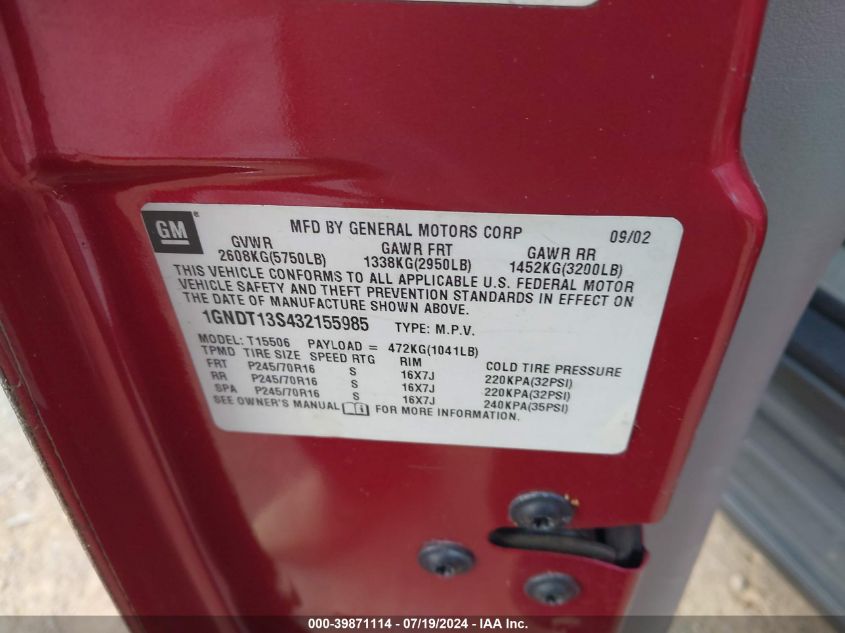 GM®
MFD BY GENERAL MOTORS CORP 09/02
GVWR GAWR FRT GAWR RR
2608KG(5750LB) 1338KG(2950LB) 1452KG(3200LB)
THIS VEHICLE CONFORMS TO ALL APPLICABLE U.S. FEDERAL MOTOR
VEHICLE SAFETY AND THEFT PREVENTION STANDARDS IN EFFECT ON
THE DATE OF MANUFACTURE SHOWN ABOVE.
1GNDT13S432155985 TYPE: M.P.V.
MODEL: T15506 PAYLOAD = 472KG(1041LB)
TPMD TIRE SIZE SPEED RTG RIM COLD TIRE PRESSURE
FRT P245/70R16 S 16X7J 220KPA(32PSI)
RR P245/70R16 S 16X7J 220KPA(32PSI)
SPA P245/70R16 S 16X7J 240KPA(35PSI)
SEE OWNER'S MANUAL FOR MORE INFORMATION.
000-39871114 - 07/19/2024 - IAA Inc.